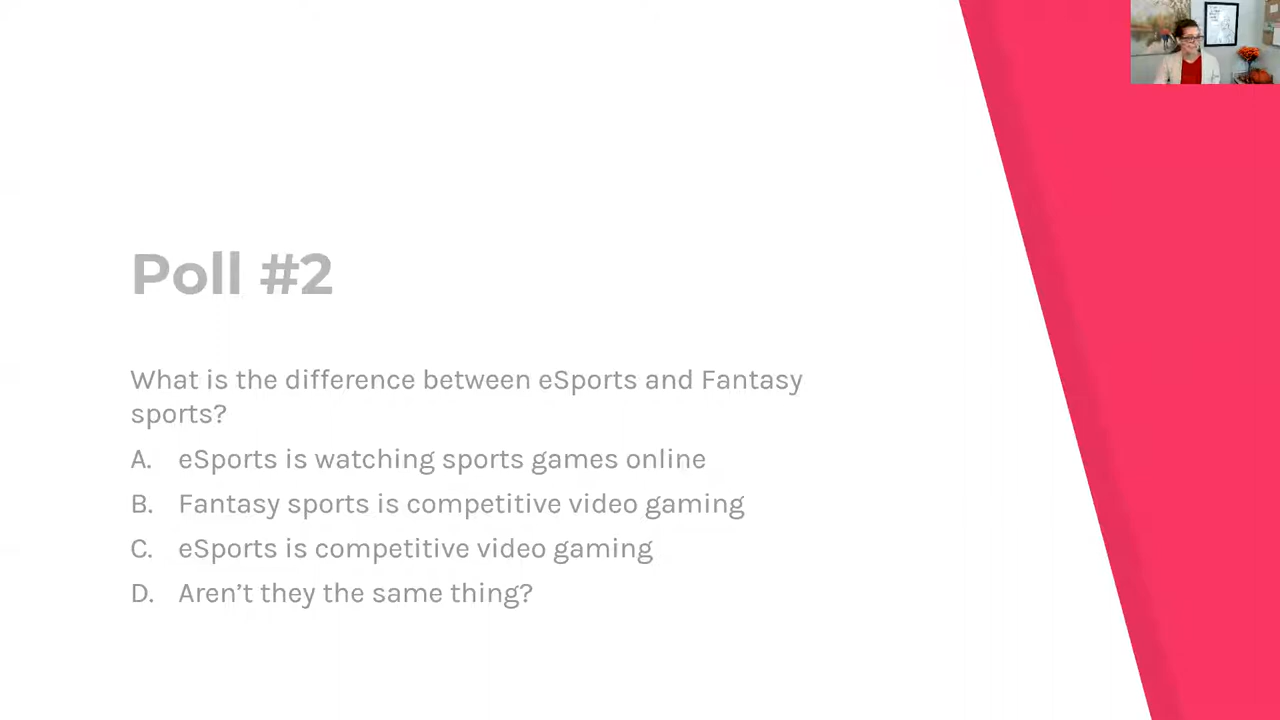 Poll #2
What is the difference between eSports and Fantasy
sports?
A. eSports is watching sports games online
B. Fantasy sports is competitive video gaming
C. eSports is competitive video gaming
D. Aren’t they the same thing?